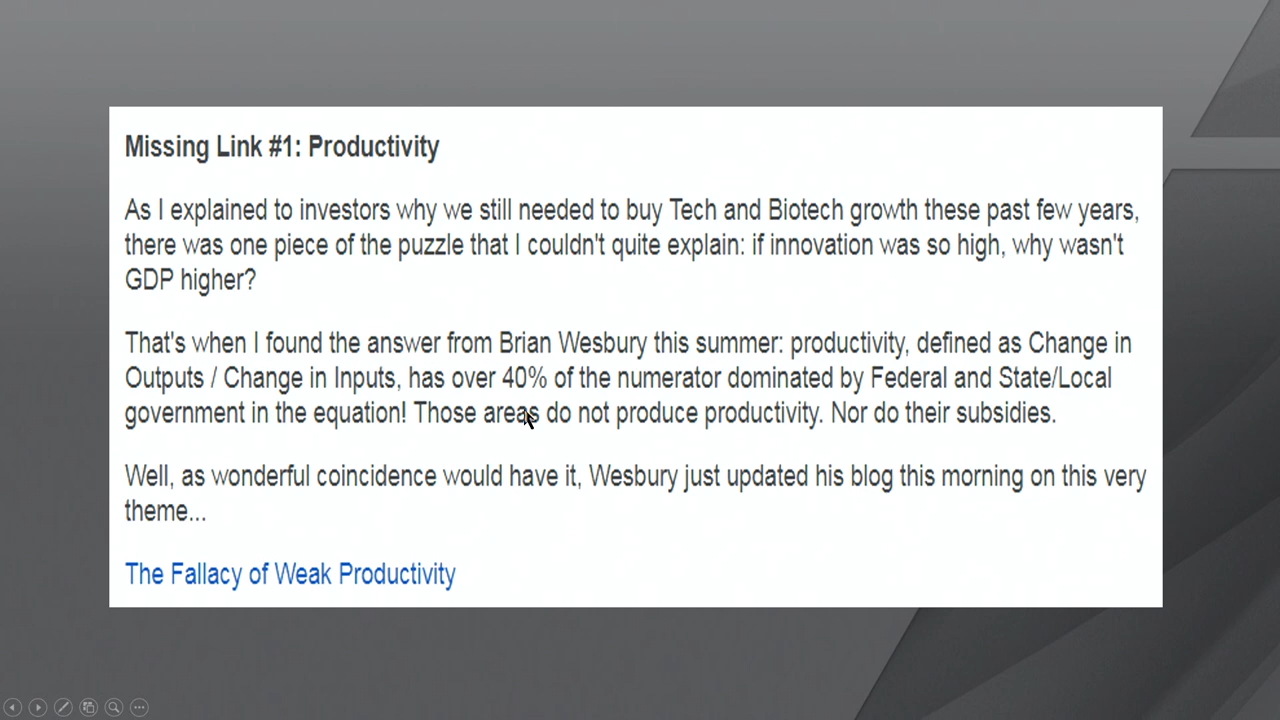 Missing Link #1: Productivity
As I explained to investors why we still needed to buy Tech and Biotech growth these past few years,
there was one piece of the puzzle that I couldn't quite explain: if innovation was so high, why wasn't
GDP higher?
That's when I found the answer from Brian Wesbury this summer: productivity, defined as Change in
Outputs / Change in Inputs, has over 40% of the numerator dominated by Federal and State/Local
government in the equation! Those areas do not produce productivity. Nor do their subsidies.
Well, as wonderful coincidence would have it, Wesbury just updated his blog this morning on this very
theme...
The Fallacy of Weak Productivity